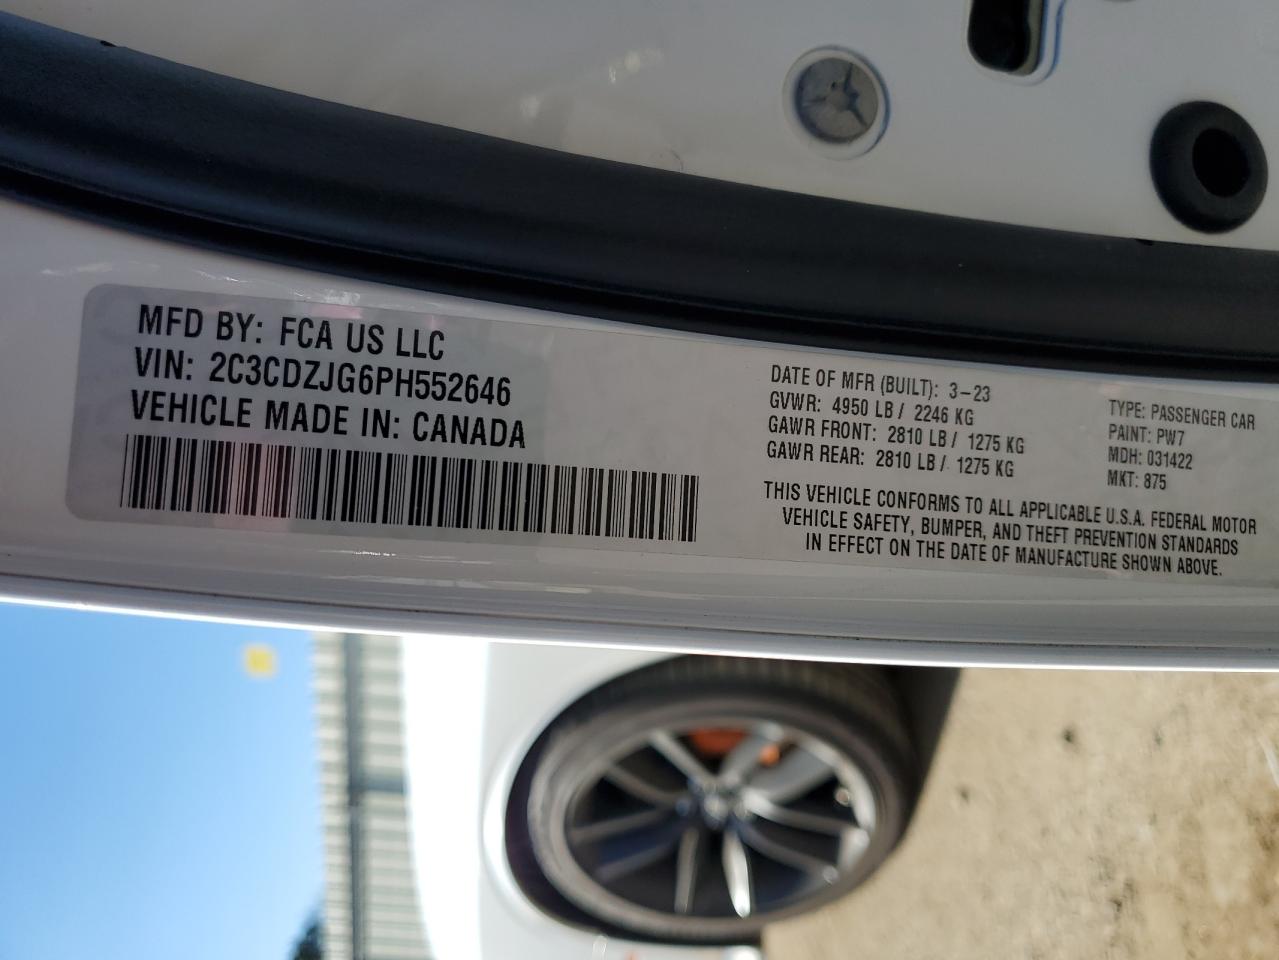 MFD BY: FCA US LLC
VIN: 2C3CDZJG6PH552646
VEHICLE MADE IN: CANADA
DATE OF MFR (BUILT): 3-23
GVWR: 4950 LB / 2246 KG
GAWR FRONT: 2810 LB / 1275 KG
GAWR REAR: 2810 LB / 1275 KG
TYPE: PASSENGER CAR
PAINT: PW7
MDH: 031422
MKT: 875
THIS VEHICLE CONFORMS TO ALL APPLICABLE U.S.A. FEDERAL MOTOR
VEHICLE SAFETY, BUMPER, AND THEFT PREVENTION STANDARDS
IN EFFECT ON THE DATE OF MANUFACTURE SHOWN ABOVE.